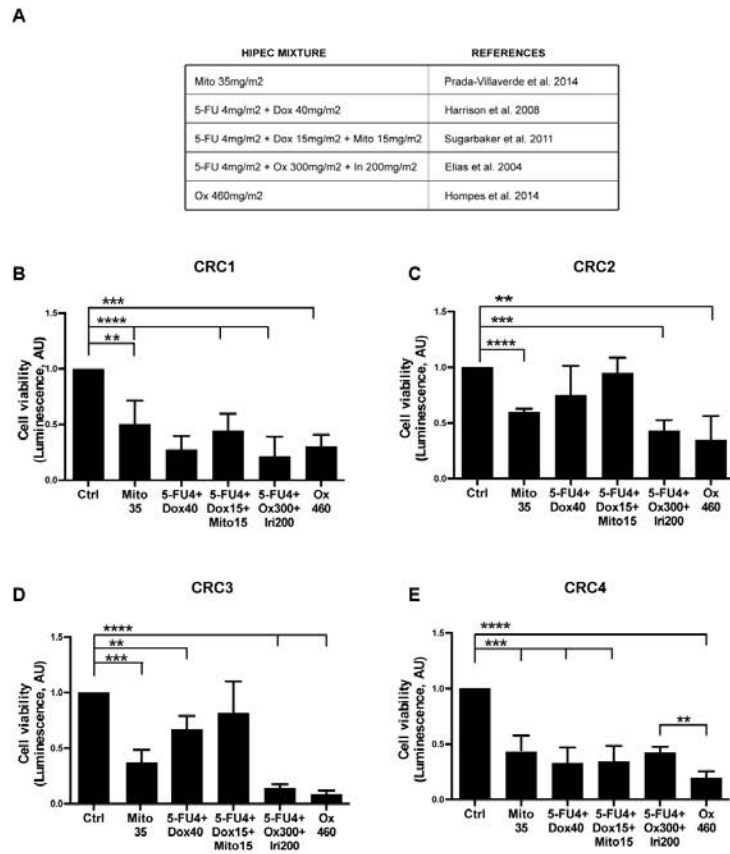 A
HIPEC MIXTURE REFERENCES
Mito 35mg/m2 Prada-Villaverde et al. 2014
5-FU 4mg/m2 + Dox 40mg/m2 Harrison et al. 2008
5-FU 4mg/m2 + Dox 15mg/m2 + Mito 15mg/m2 Sugarbaker et al. 2011
5-FU 4mg/m2 + Ox 300mg/m2 + Iri 200mg/m2 Elias et al. 2004
Ox 460mg/m2 Hompes et al. 2014
B
CRC1
***
****
**
1.5
1.0
0.5
0.0
Cell viability
(Luminescence, AU)
Ctrl Mito 5-FU4+ 5-FU4+ 5-FU4+ Ox
35 Dox40 Dox15+ Ox300+ 460
Mito15 Iri200
C
CRC2
**
***
****
1.5
1.0
0.5
0.0
Cell viability
(Luminescence, AU)
Ctrl Mito 5-FU4+ 5-FU4+ 5-FU4+ Ox
35 Dox40 Dox15+ Ox300+ 460
Mito15 Iri200
D
CRC3
****
**
***
1.5
1.0
0.5
0.0
Cell viability
(Luminescence, AU)
Ctrl Mito 5-FU4+ 5-FU4+ 5-FU4+ Ox
35 Dox40 Dox15+ Ox300+ 460
Mito15 Iri200
E
CRC4
****
***
**
1.5
1.0
0.5
0.0
Cell viability
(Luminescence, AU)
Ctrl Mito 5-FU4+ 5-FU4+ 5-FU4+ Ox
35 Dox40 Dox15+ Ox300+ 460
Mito15 Iri200